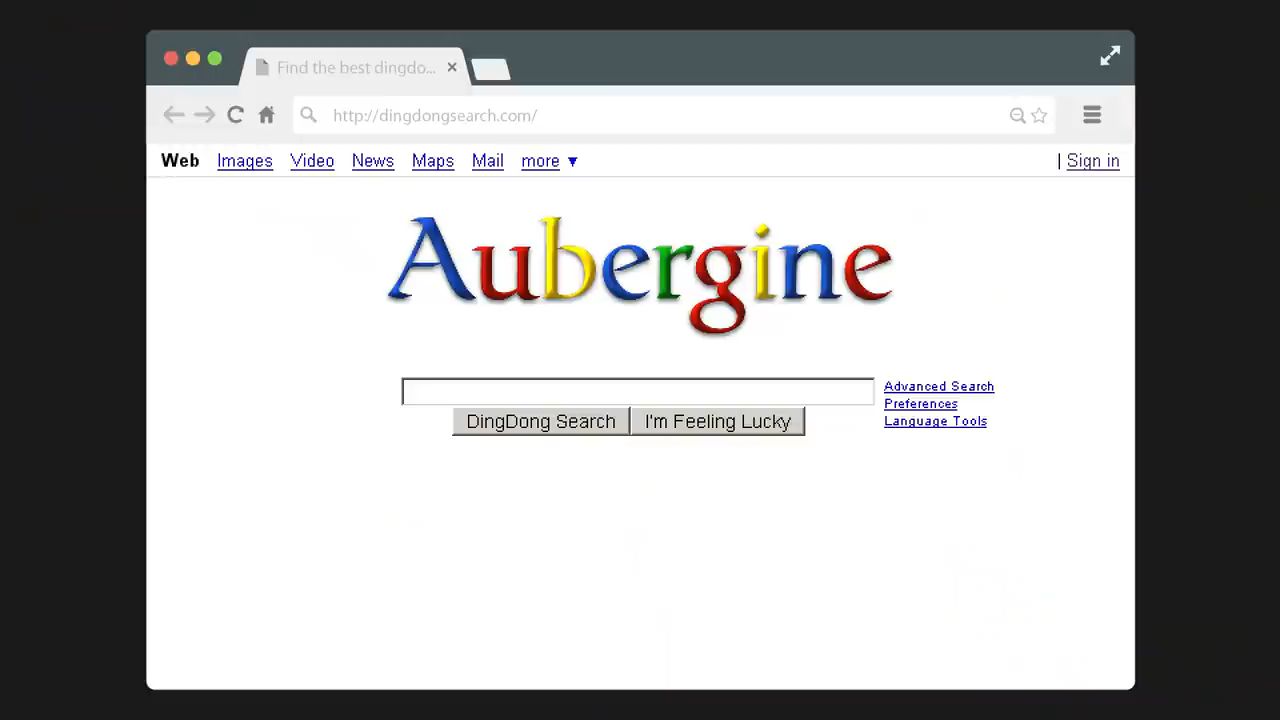 Find the best dingdo...
http://dingdongsearch.com/
Web Images Video News Maps Mail more ▼ | Sign in
Aubergine
Advanced Search
Preferences
Language Tools
DingDong Search I'm Feeling Lucky